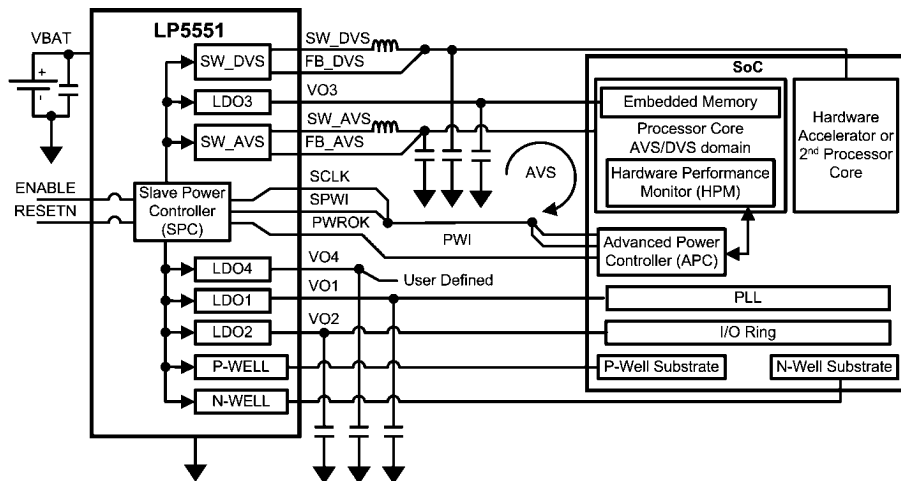 LP5551
VBAT
+
-
SW_DVS
SW_DVS
FB_DVS
LDO3
VO3
SW_AVS
SW_AVS
FB_AVS
ENABLE
RESETN
Slave Power
Controller
(SPC)
SCLK
SPWI
PWROK
PWI
AVS
LDO4
VO4
User Defined
LDO1
VO1
LDO2
VO2
P-WELL
N-WELL
SoC
Embedded Memory
Processor Core
AVS/DVS domain
Hardware Performance
Monitor (HPM)
Hardware
Accelerator or
2nd Processor
Core
Advanced Power
Controller (APC)
PLL
I/O Ring
P-Well Substrate
N-Well Substrate